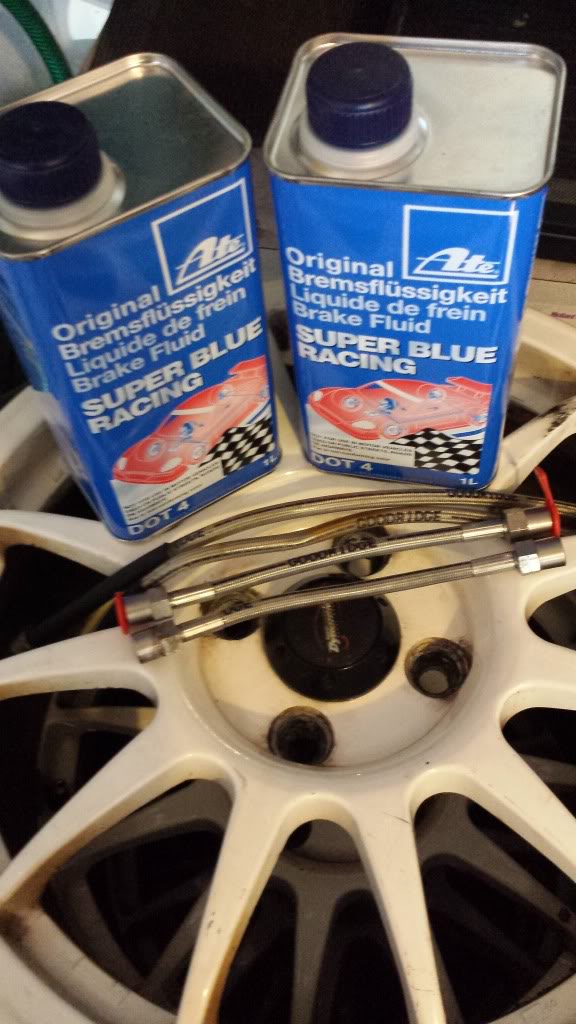 Ate
Original
Bremsflüssigkeit
Liquide de frein
Brake Fluid
SUPER BLUE
RACING
DOT 4
1L
Ate
Original
Bremsflüssigkeit
Liquide de frein
Brake Fluid
SUPER BLUE
RACING
DOT 4
1L
GOODRIDGE
GOODRIDGE
GOODRIDGE